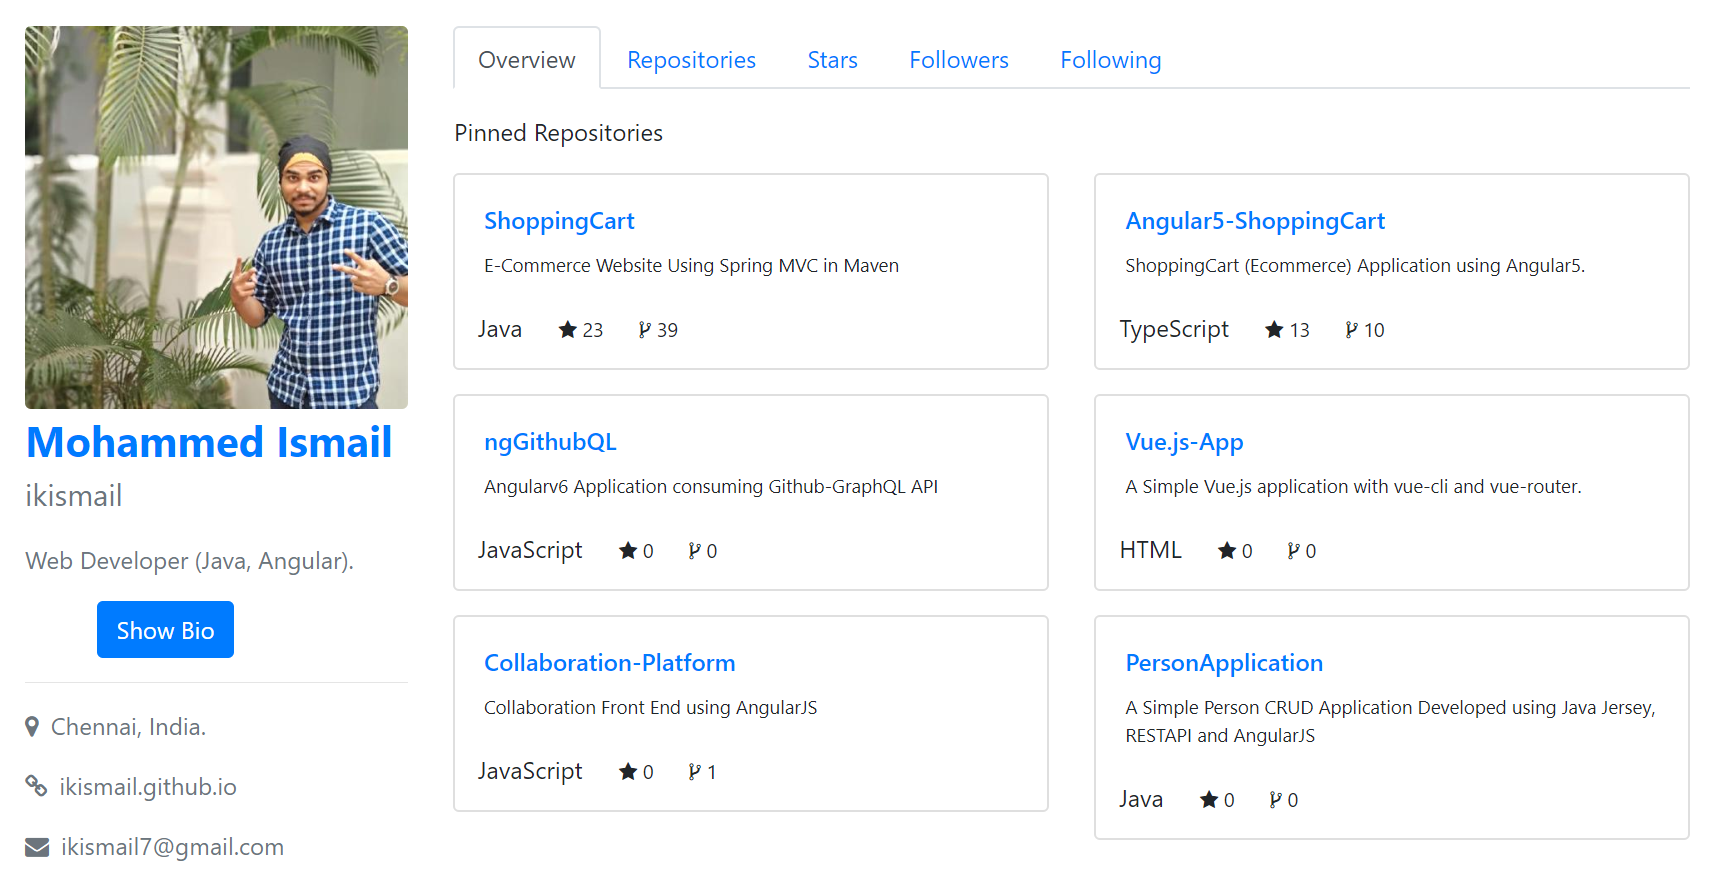 Mohammed Ismail
ikismail
Web Developer (Java, Angular).
Show Bio
Chennai, India.
ikismail.github.io
ikismail7@gmail.com
Overview Repositories Stars Followers Following
Pinned Repositories
ShoppingCart
E-Commerce Website Using Spring MVC in Maven
Java 23 39
Angular5-ShoppingCart
ShoppingCart (Ecommerce) Application using Angular5.
TypeScript 13 10
ngGithubQL
Angularv6 Application consuming Github-GraphQL API
JavaScript 0 0
Vue.js-App
A Simple Vue.js application with vue-cli and vue-router.
HTML 0 0
Collaboration-Platform
Collaboration Front End using AngularJS
JavaScript 0 1
PersonApplication
A Simple Person CRUD Application Developed using Java Jersey,
RESTAPI and AngularJS
Java 0 0